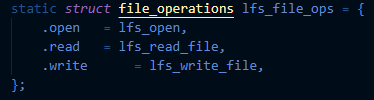 static struct file_operations lfs_file_ops = {
    .open   = lfs_open,
    .read   = lfs_read_file,
    .write      = lfs_write_file,
};